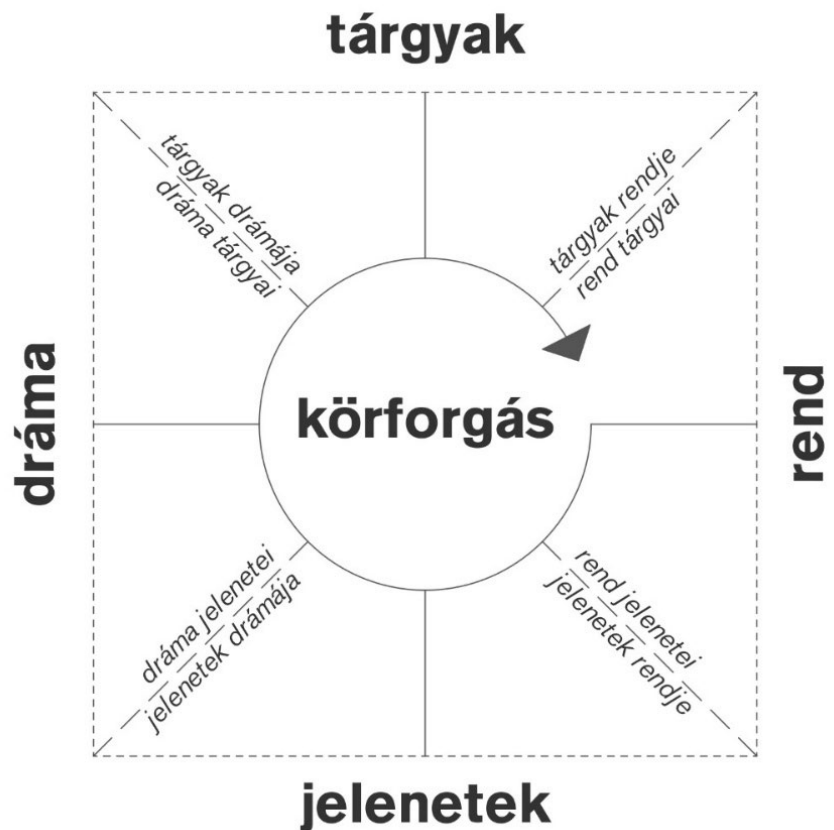 tárgyak
tárgyak drámája
dráma tárgyai
tárgyak rendje
rend tárgyai
dráma
körforgás
rend
dráma jelenetei
jelenetek drámája
rend jelenetei
jelenetek rendje
jelenetek